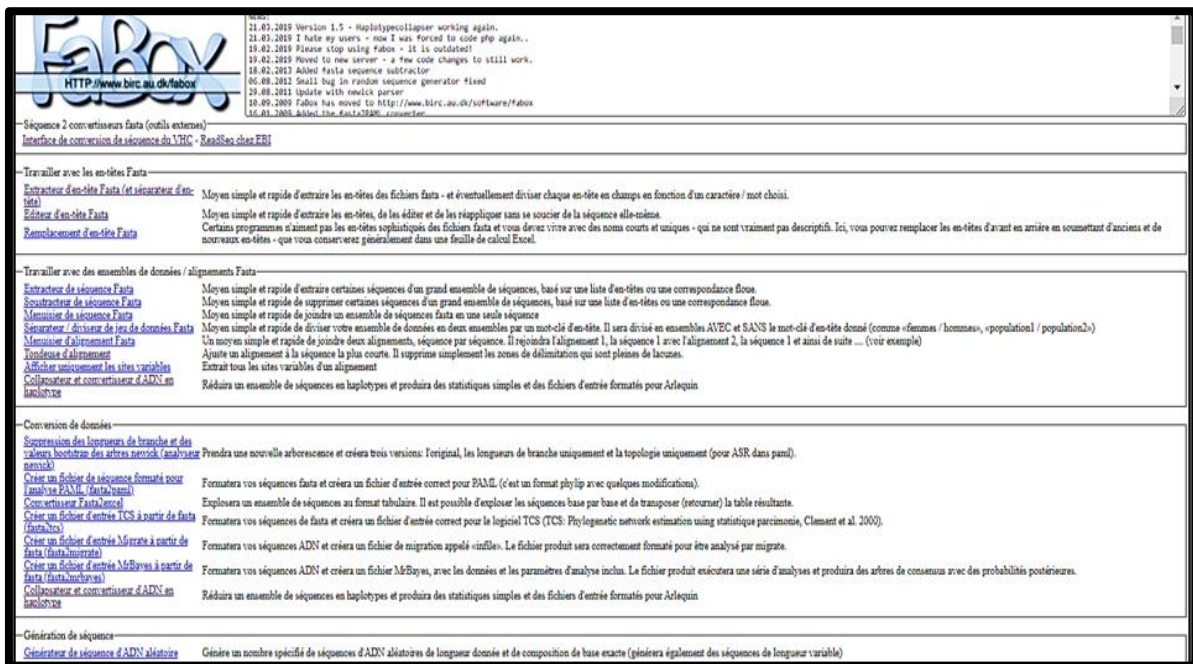 FaBox
HTTP://www.birc.au.dk/fabox
News:
21.03.2019 Version 1.5 - Haplotypecollapser working again.
21.03.2019 I hate my users - now I was forced to code php again..
19.02.2019 Please stop using fabox - it is outdated!
19.02.2019 Moved to new server - a few code changes to still work.
18.02.2013 Added fasta sequence subtractor
06.08.2012 Small bug in random sequence generator fixed
29.08.2011 Update with newick parser
10.09.2009 FaBox has moved to http://www.birc.au.dk/software/fabox
16.01.2009 Added the fasta2PAML converter
Séquence 2 convertisseurs fasta (outils externes)
Interface de conversion de séquence du VHC - ReadSeq chez EBI
Travailler avec les en-têtes Fasta
Extracteur d'en-tête Fasta (et séparateur d'en-tête) Moyen simple et rapide d'extraire les en-têtes des fichiers fasta - et éventuellement diviser chaque en-tête en champs en fonction d'un caractère / mot choisi.
Editeur d'en-tête Fasta Moyen simple et rapide d'extraire les en-têtes, de les éditer et de les réappliquer sans se soucier de la séquence elle-même.
Remplacement d'en-tête Fasta Certains programmes n'aiment pas les en-têtes sophistiqués des fichiers fasta et vous devez vivre avec des noms courts et uniques - qui ne sont vraiment pas descriptifs. Ici, vous pouvez remplacer les en-têtes d'avant en arrière en soumettant d'anciens et de
nouveaux en-têtes - que vous conserverez généralement dans une feuille de calcul Excel.
Travailler avec des ensembles de données / alignements Fasta
Extracteur de séquence Fasta Moyen simple et rapide d'extraire certaines séquences d'un grand ensemble de séquences, basé sur une liste d'en-têtes ou une correspondance floue.
Soustracteur de séquence Fasta Moyen simple et rapide de supprimer certaines séquences d'un grand ensemble de séquences, basé sur une liste d'en-têtes ou une correspondance floue.
Menuisier de séquence Fasta Moyen simple et rapide de joindre un ensemble de séquences fasta en une seule séquence
Séparateur / diviseur de jeu de données Fasta Moyen simple et rapide de diviser votre ensemble de données en deux ensembles par un mot-clé d'en-tête. Il sera divisé en ensembles AVEC et SANS le mot-clé d'en-tête donné (comme «femmes / hommes», «population1 / population2»)
Menuisier d'alignement Fasta Un moyen simple et rapide de joindre deux alignements, séquence par séquence. Il rejoindra l'alignement 1, la séquence 1 avec l'alignement 2, la séquence 1 et ainsi de suite .... (voir exemple)
Tondeuse d'alignement Ajuste un alignement à la séquence la plus courte. Il supprime simplement les zones de délimitation qui sont pleines de lacunes.
Afficher uniquement les sites variables Extrait tous les sites variables d'un alignement
Collapsateur et convertisseur d'ADN en
haplotype Réduira un ensemble de séquences en haplotypes et produira des statistiques simples et des fichiers d'entrée formatés pour Arlequin
Conversion de données
Suppression des longueurs de branche et des
valeurs bootstrap des arbres newick (analyseur
newick) Prendra une nouvelle arborescence et créera trois versions: l'original, les longueurs de branche uniquement et la topologie uniquement (pour ASR dans paml).
Créer un fichier de séquence formaté pour
l'analyse PAML (fasta2paml) Formatera vos séquences fasta et créera un fichier d'entrée correct pour PAML (c'est un format phylip avec quelques modifications).
Convertisseur Fasta2excel Explosera un ensemble de séquences au format tabulaire. Il est possible d'exploser les séquences base par base et de transposer (retourner) la table résultante.
Créer un fichier d'entrée TCS à partir de fasta
(fasta2tcs) Formatera vos séquences de fasta et créera un fichier d'entrée correct pour le logiciel TCS (TCS: Phylogenetic network estimation using statistique parcimonie, Clement et al. 2000).
Créer un fichier d'entrée Migrate à partir de
fasta (fasta2migrate) Formatera vos séquences ADN et créera un fichier de migration appelé «infile». Le fichier produit sera correctement formaté pour être analysé par migrate.
Créer un fichier d'entrée MrBayes à partir de
fasta (fasta2mrbayes) Formatera vos séquences ADN et créera un fichier MrBayes, avec les données et les paramètres d'analyse inclus. Le fichier produit exécutera une série d'analyses et produira des arbres de consensus avec des probabilités postérieures.
Collapsateur et convertisseur d'ADN en
haplotype Réduira un ensemble de séquences en haplotypes et produira des statistiques simples et des fichiers d'entrée formatés pour Arlequin
Génération de séquence
Générateur de séquence d'ADN aléatoire Génère un nombre spécifié de séquences d'ADN aléatoires de longueur donnée et de composition de base exacte (générera également des séquences de longueur variable)